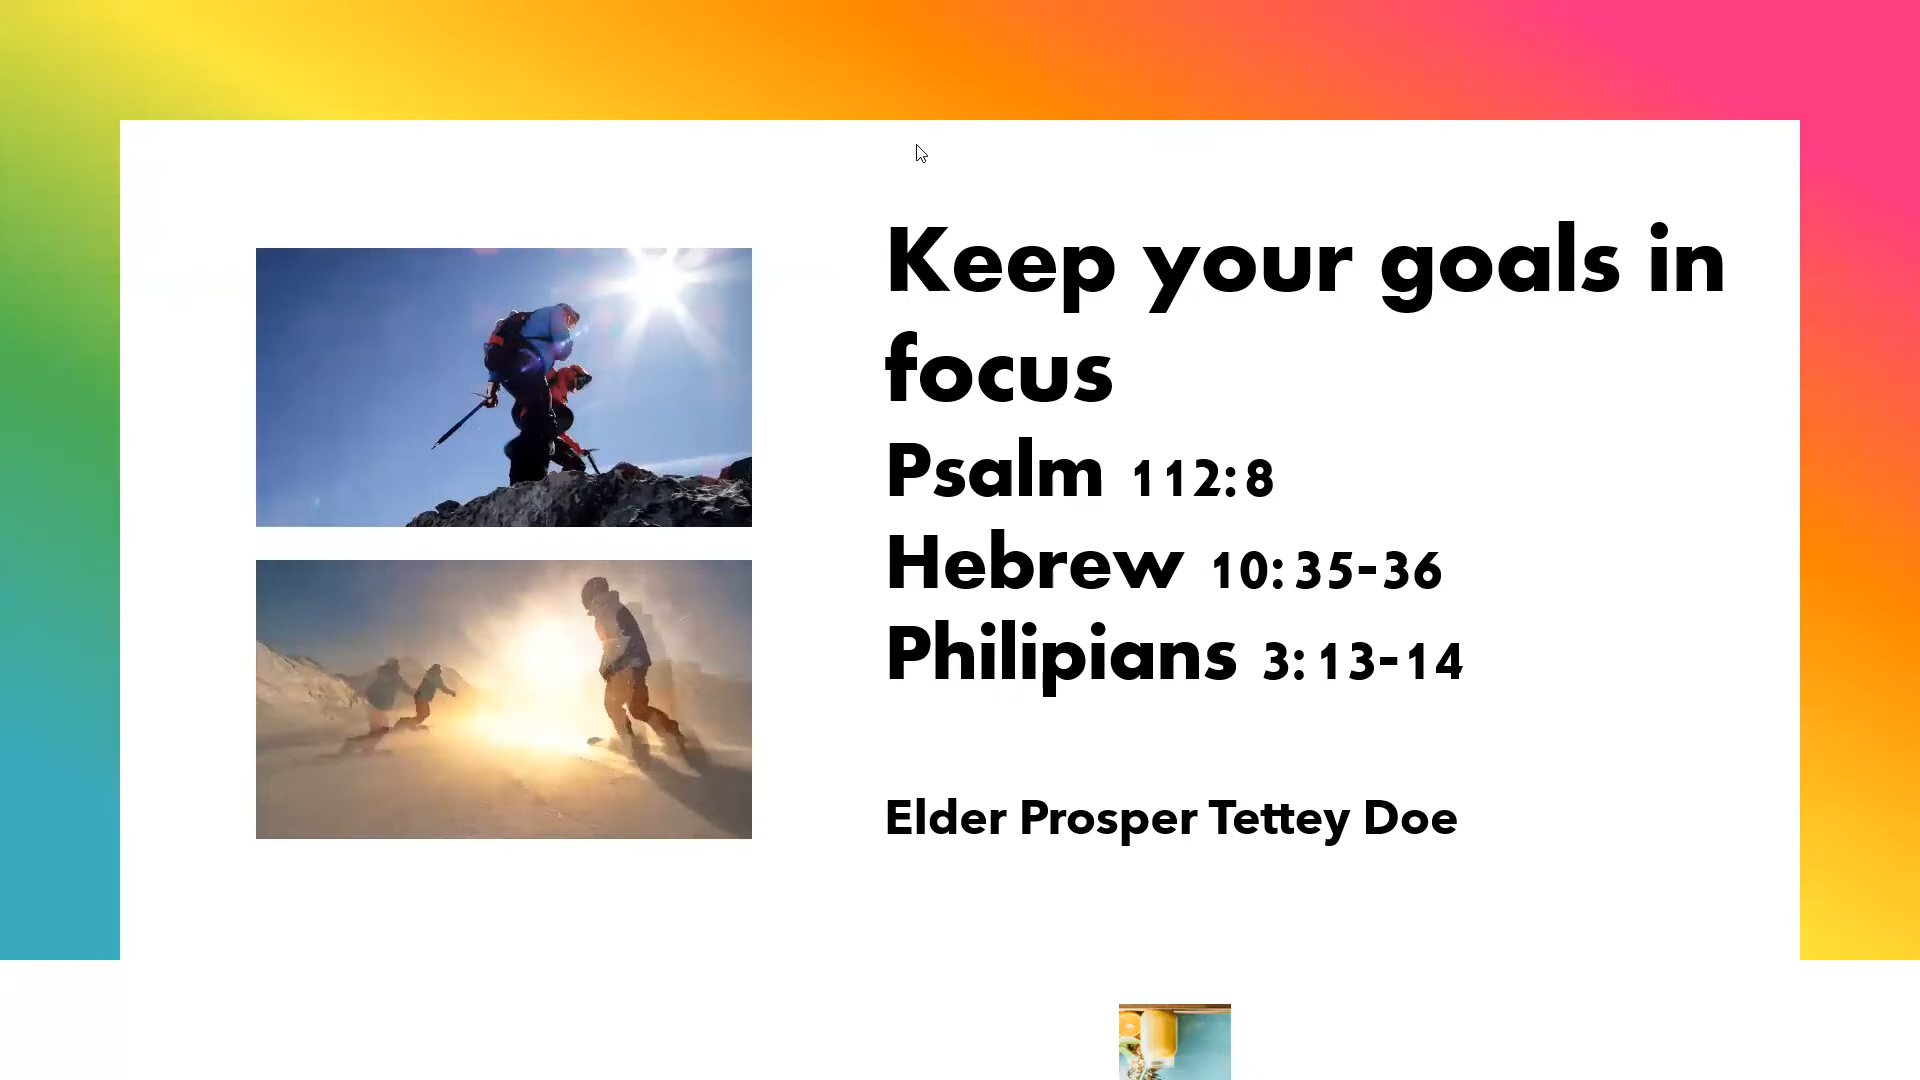 Keep your goals in
focus
Psalm 112:8
Hebrew 10:35-36
Philipians 3:13-14
Elder Prosper Tettey Doe